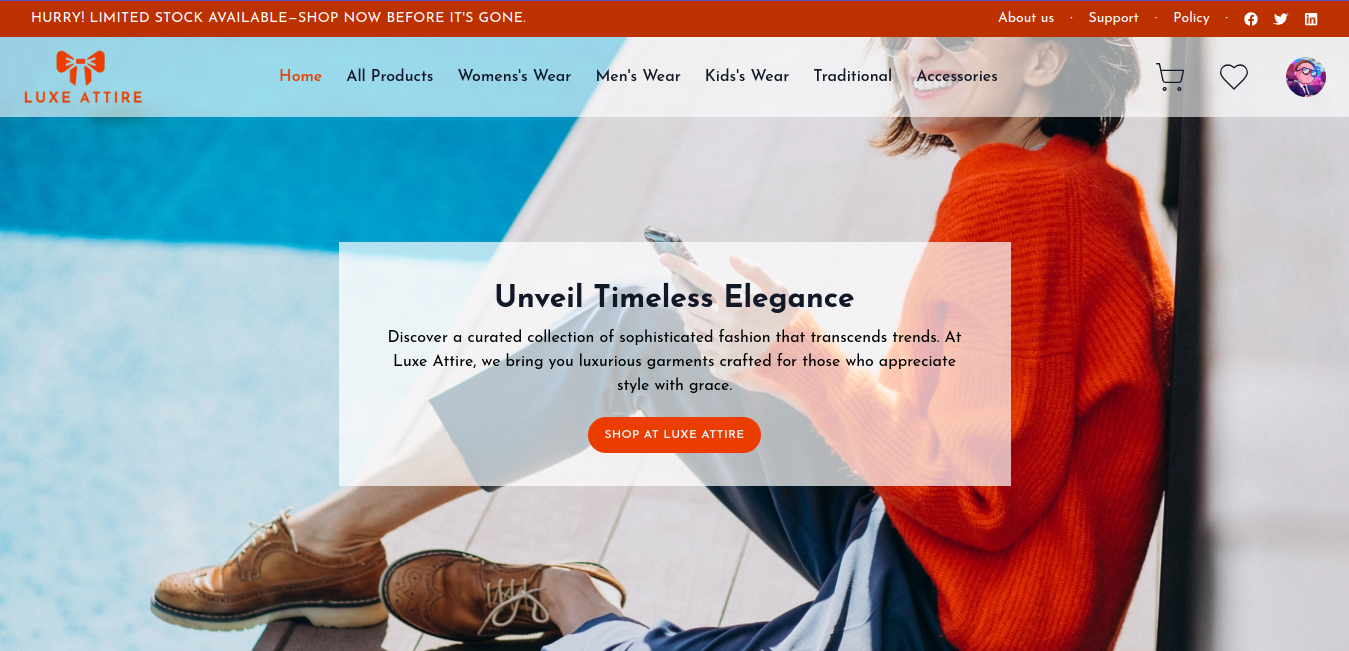 HURRY! LIMITED STOCK AVAILABLE—SHOP NOW BEFORE IT'S GONE.
About us · Support · Policy ·
LUXE ATTIRE
Home All Products Womens's Wear Men's Wear Kids's Wear Traditional Accessories
Unveil Timeless Elegance
Discover a curated collection of sophisticated fashion that transcends trends. At
Luxe Attire, we bring you luxurious garments crafted for those who appreciate
style with grace.
SHOP AT LUXE ATTIRE